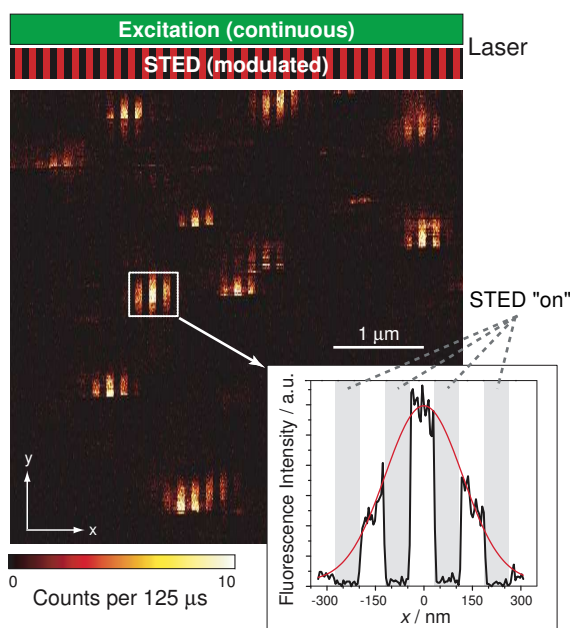 Excitation (continuous)
STED (modulated)
Laser
STED "on"
1 μm
y
x
0
10
Counts per 125 μs
Fluorescence Intensity / a.u.
-300
-150
0
150
300
x / nm